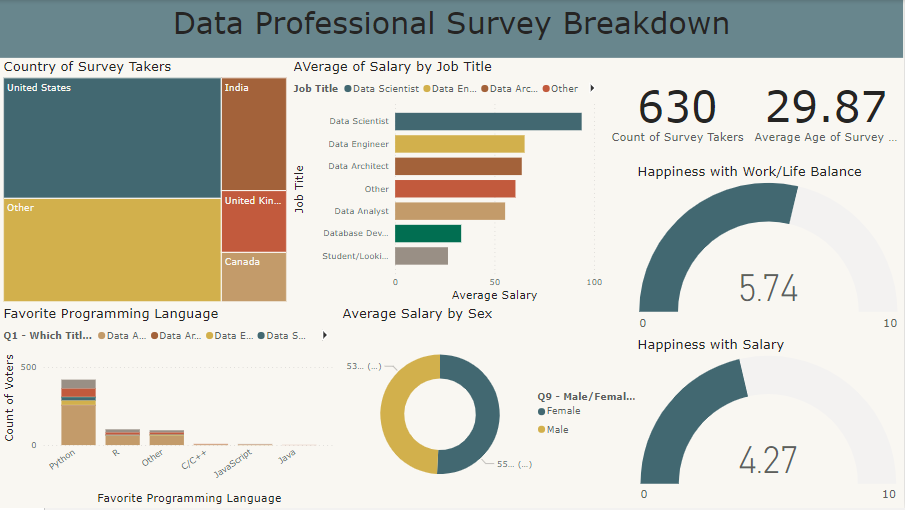 Data Professional Survey Breakdown
Country of Survey Takers
United States
India
Other
United Kin...
Canada
AVerage of Salary by Job Title
Job Title Data Scientist Data En... Data Arc... Other
Job Title
Data Scientist
Data Engineer
Data Architect
Other
Data Analyst
Database Dev...
Student/Looki...
0 50 100
Average Salary
630
Count of Survey Takers
29.87
Average Age of Survey ...
Happiness with Work/Life Balance
5.74
0 10
Favorite Programming Language
Q1 - Which Titl... Data A... Data Ar... Data E... Data S...
Count of Voters
500
0
Python R Other C/C++ JavaScript Java
Favorite Programming Language
Average Salary by Sex
53... (...)
55... (...)
Q9 - Male/Femal...
Female
Male
Happiness with Salary
4.27
0 10